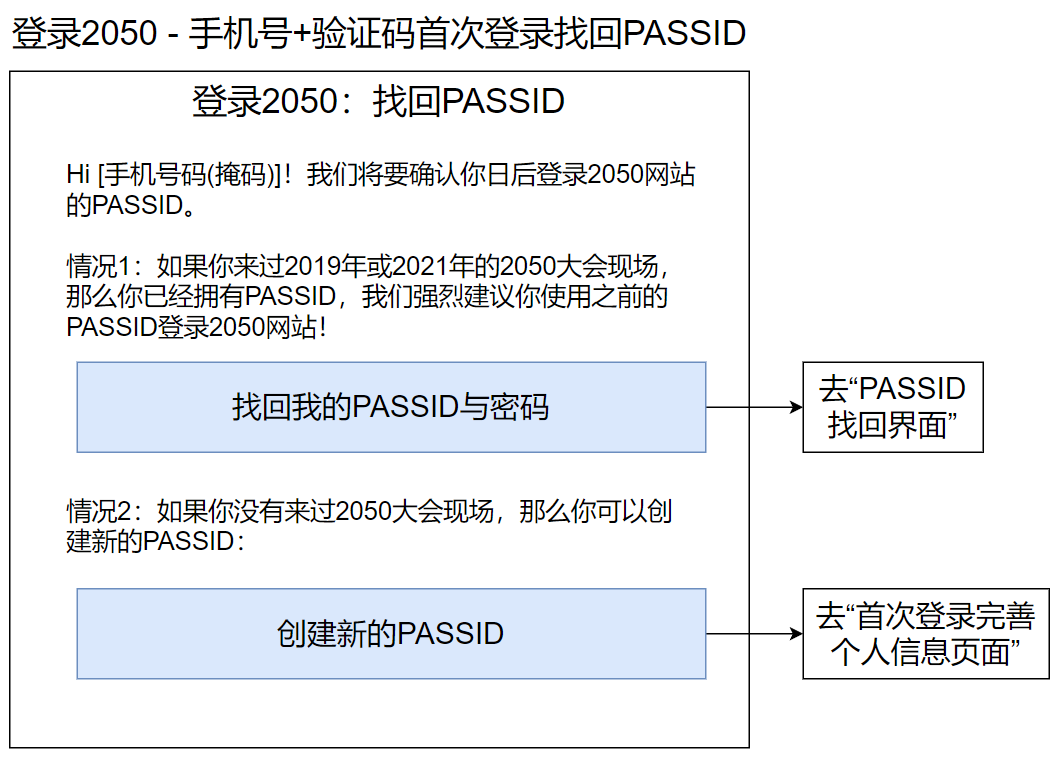 登录2050 - 手机号+验证码首次登录找回PASSID
登录2050：找回PASSID
Hi [手机号码(掩码)]！我们将要确认你日后登录2050网站
的PASSID。
情况1：如果你来过2019年或2021年的2050大会现场，
那么你已经拥有PASSID，我们强烈建议你使用之前的
PASSID登录2050网站！
找回我的PASSID与密码
去“PASSID
找回界面”
情况2：如果你没有来过2050大会现场，那么你可以创
建新的PASSID：
创建新的PASSID
去“首次登录完善
个人信息页面”